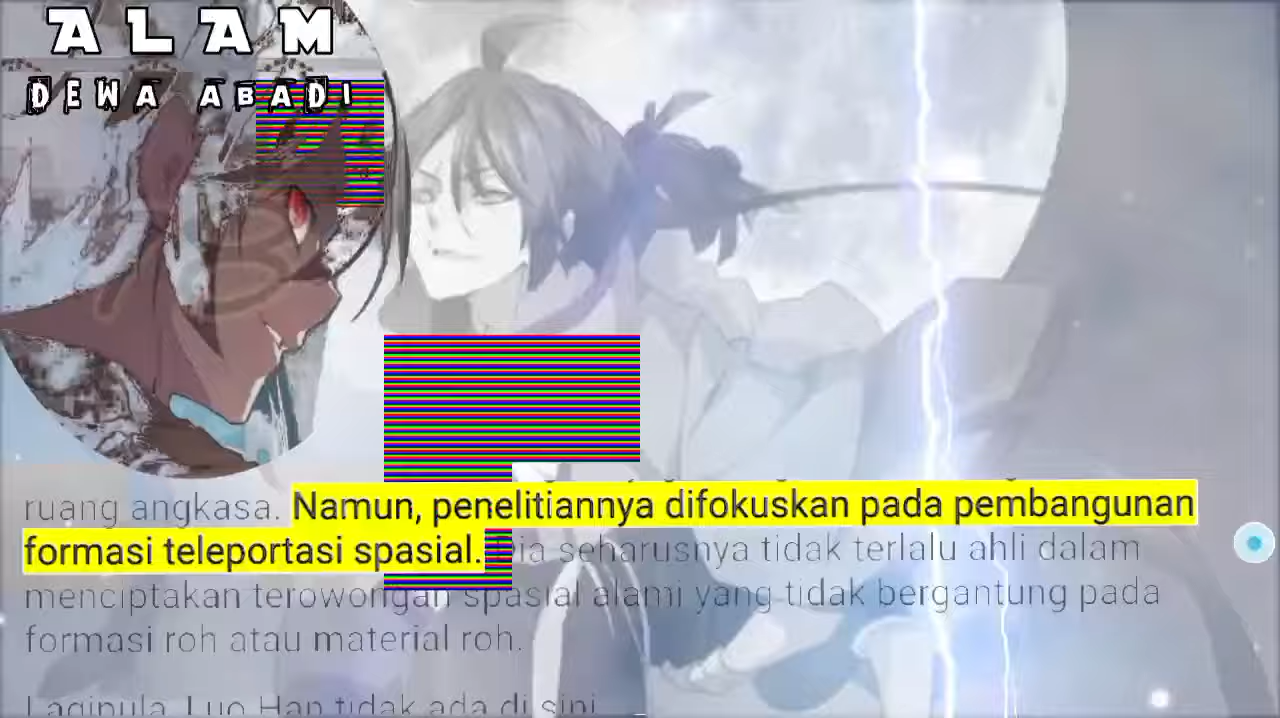 ALAM
DEWA ABADI
ruang angkasa. Namun, penelitiannya difokuskan pada pembangunan
formasi teleportasi spasial. Dia seharusnya tidak terlalu ahli dalam
menciptakan terowongan spasial alami yang tidak bergantung pada
formasi roh atau material roh.
Lagipula, Luo Han tidak ada di sini